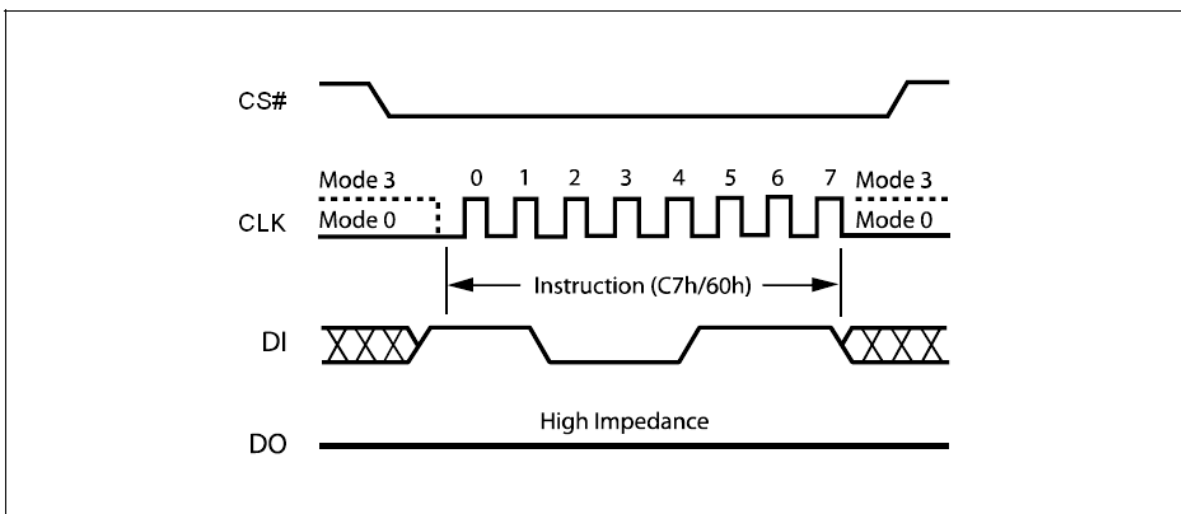 CS#
Mode 3 0 1 2 3 4 5 6 7 Mode 3
CLK Mode 0 Mode 0
Instruction (C7h/60h)
DI
High Impedance
DO